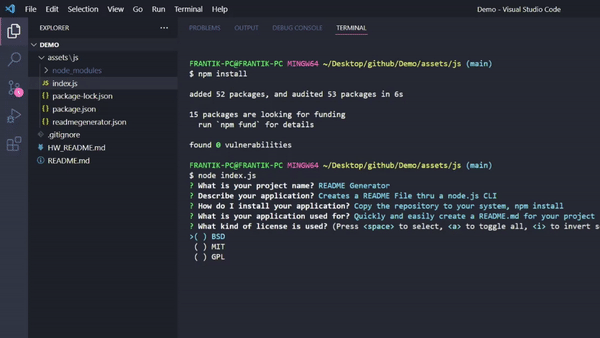 File Edit Selection View Go Run Terminal Help Demo - Visual Studio Code
EXPLORER ...
DEMO
assets\js
node_modules
JS index.js
{} package-lock.json
{} package.json
{} readmegenerator.json
.gitignore
HW_README.md
README.md
PROBLEMS OUTPUT DEBUG CONSOLE TERMINAL
FRANTIK-PC@FRANTIK-PC MINGW64 ~/Desktop/github/Demo/assets/js (main)
$ npm install
added 52 packages, and audited 53 packages in 6s
15 packages are looking for funding
run `npm fund` for details
found 0 vulnerabilities
FRANTIK-PC@FRANTIK-PC MINGW64 ~/Desktop/github/Demo/assets/js (main)
$ node index.js
? What is your project name? README Generator
? Describe your application? Creates a README File thru a node.js CLI
? How do I install your application? Copy the repository to your system, npm install
? What is your application used for? Quickly and easily create a README.md for your project
? What kind of license is used? (Press <space> to select, <a> to toggle all, <i> to invert s
>( ) BSD
( ) MIT
( ) GPL